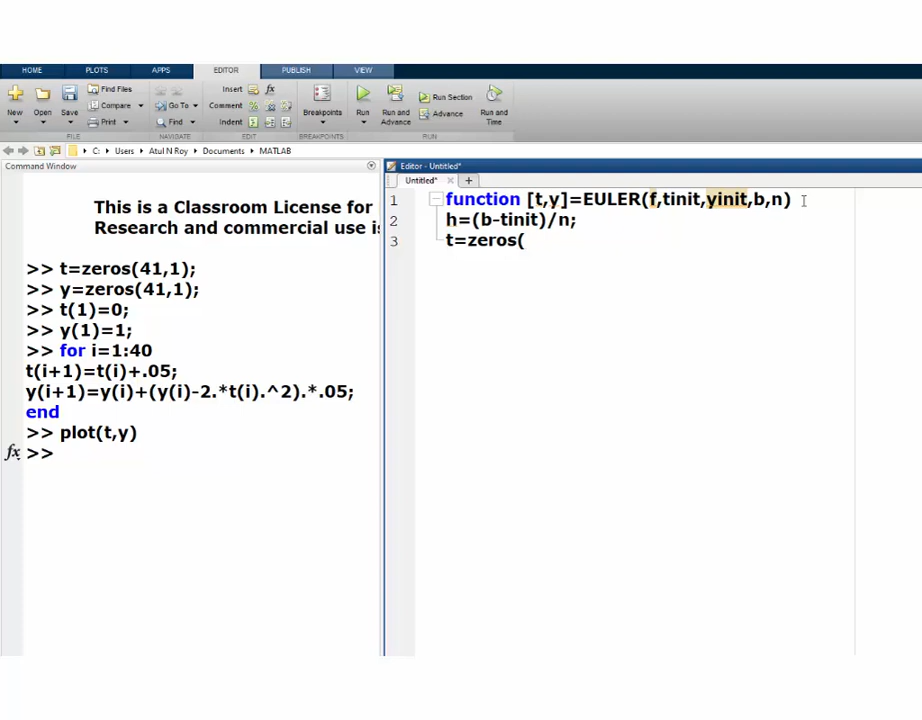 HOME PLOTS APPS EDITOR PUBLISH VIEW
New Open Save Find Files Compare Print Go To Find Insert fx Comment Indent Breakpoints Run Run and Advance Run Section Advance Run and Time
FILE NAVIGATE EDIT BREAKPOINTS RUN
C: Users Atul N Roy Documents MATLAB
Command Window
This is a Classroom License for
Research and commercial use is
>> t=zeros(41,1);
>> y=zeros(41,1);
>> t(1)=0;
>> y(1)=1;
>> for i=1:40
t(i+1)=t(i)+.05;
y(i+1)=y(i)+(y(i)-2.*t(i).^2).*.05;
end
>> plot(t,y)
fx >>
Editor - Untitled*
Untitled* +
1 function [t,y]=EULER(f,tinit,yinit,b,n)
2 h=(b-tinit)/n;
3 t=zeros(